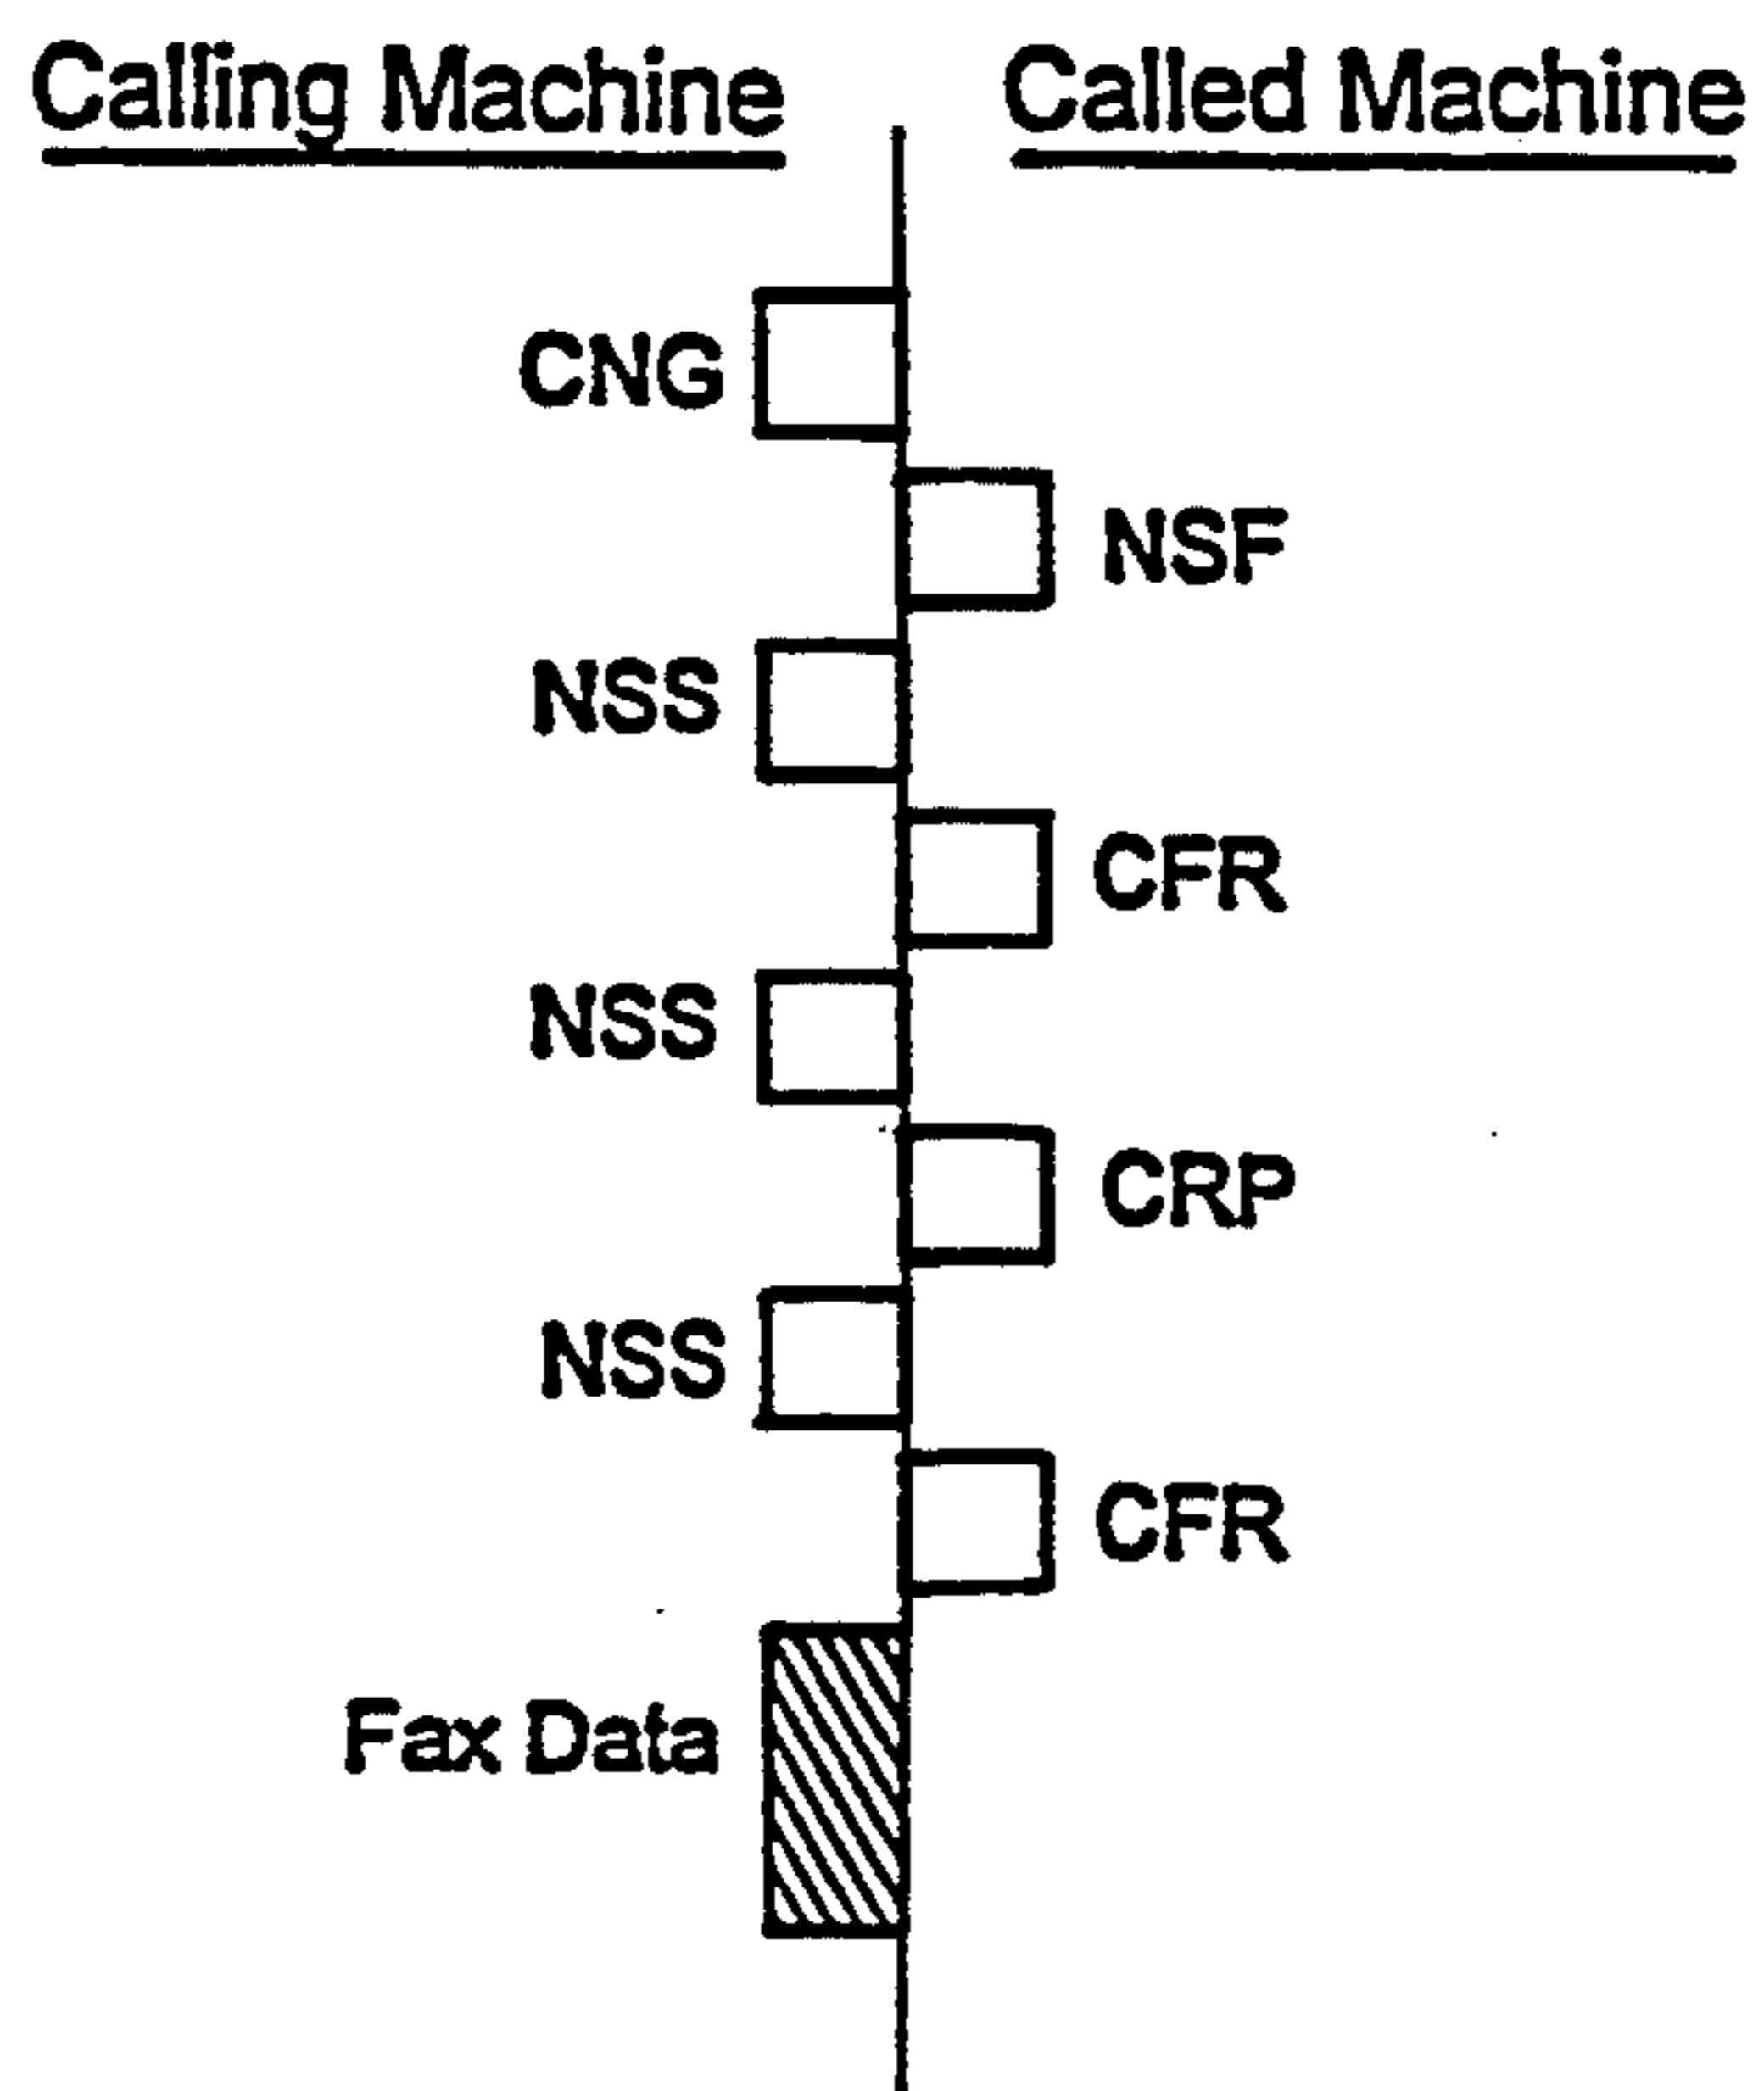 Calling Machine
Called Machine
CNG
NSF
NSS
CFR
NSS
CRP
NSS
CFR
Fax Data